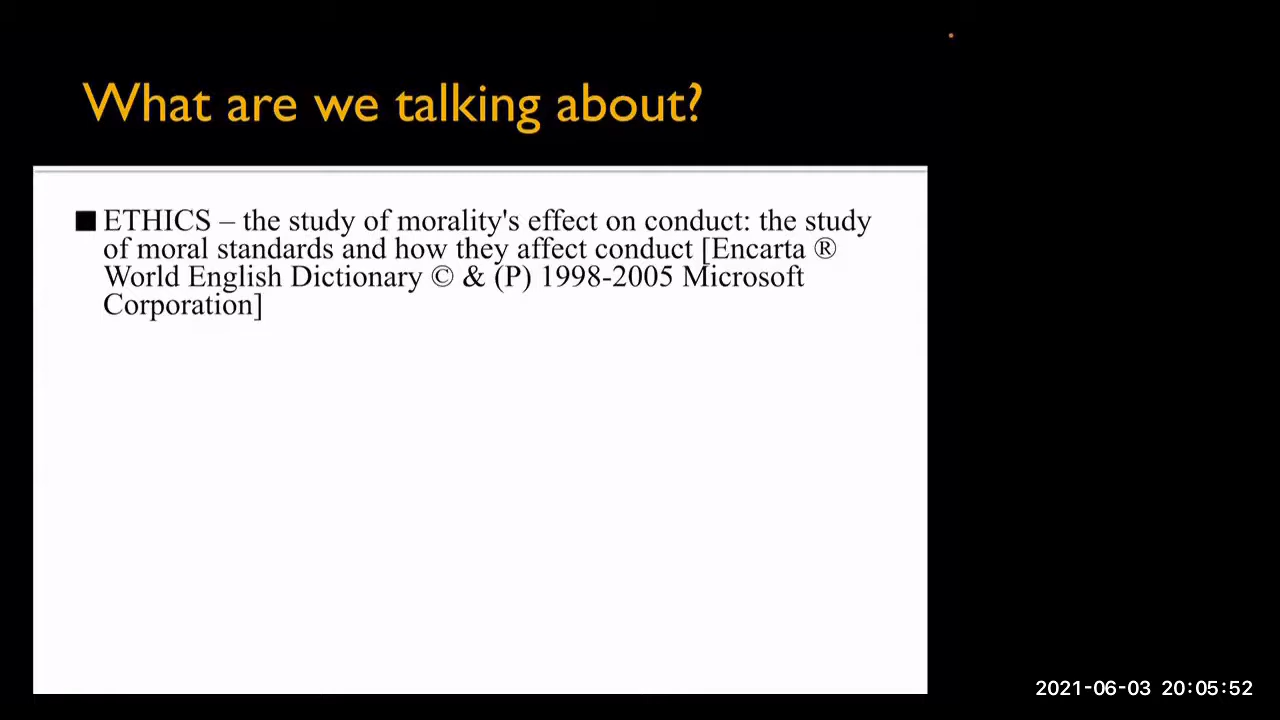 What are we talking about?
ETHICS – the study of morality's effect on conduct: the study
of moral standards and how they affect conduct [Encarta ®
World English Dictionary © & (P) 1998-2005 Microsoft
Corporation]
2021-06-03 20:05:52